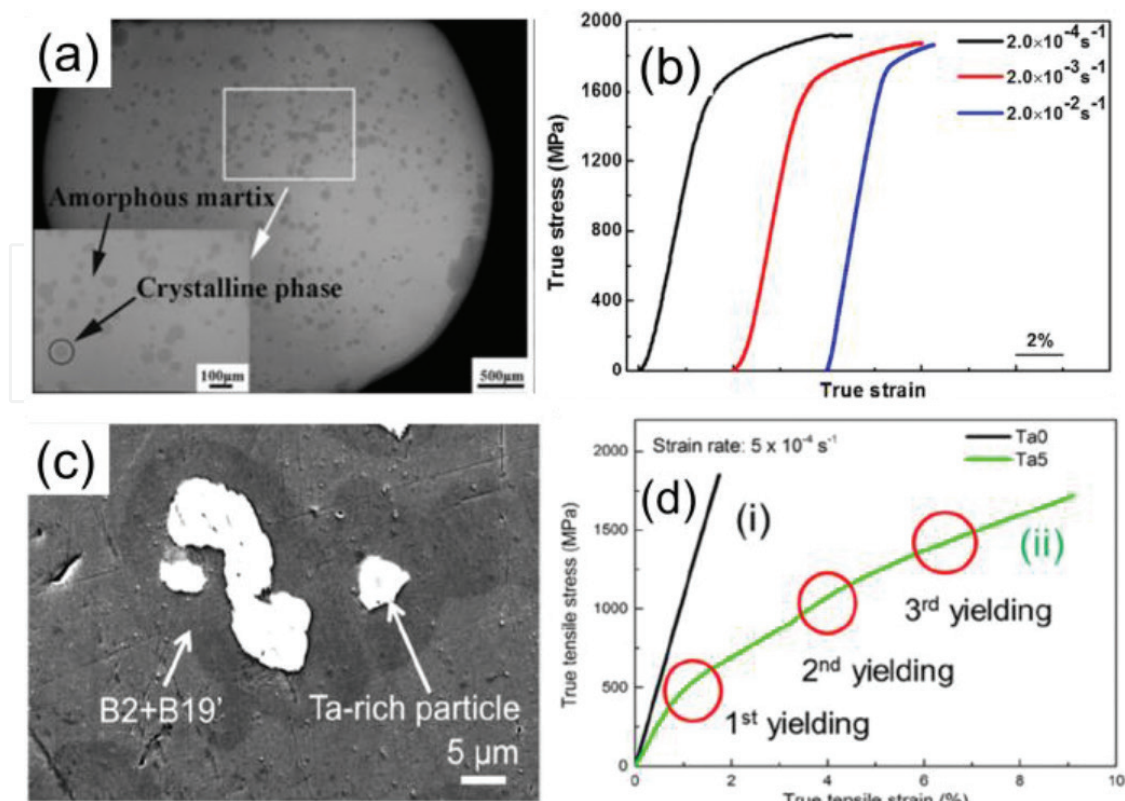 (a)
Amorphous martix
Crystalline phase
100μm
500μm
(b)
True stress (MPa)
2000
1600
1200
800
400
0
2.0×10⁻⁴s⁻¹
2.0×10⁻³s⁻¹
2.0×10⁻²s⁻¹
2%
True strain
(c)
B2+B19'
Ta-rich particle
5 μm
(d)
True tensile stress (MPa)
2000
1500
1000
500
0
Strain rate: 5 x 10⁻⁴ s⁻¹
Ta0
Ta5
(i)
(ii)
1st yielding
2nd yielding
3rd yielding
0 2 4 6 8 10
True tensile strain (%)